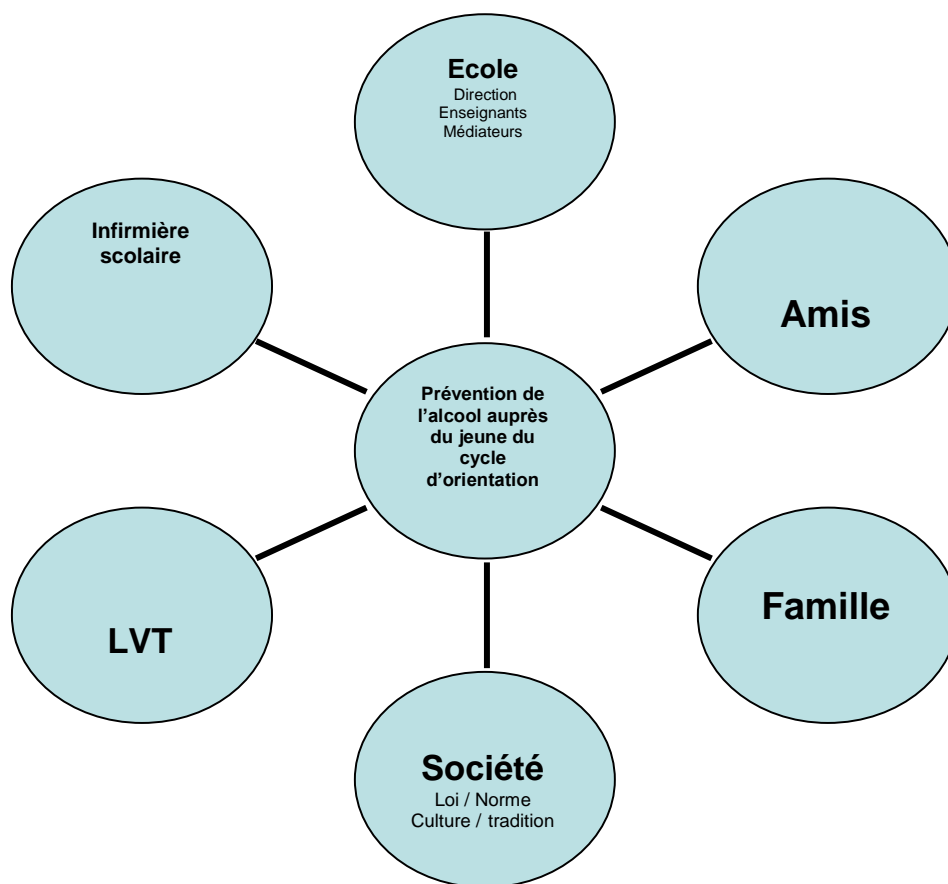 Ecole
Direction
Enseignants
Médiateurs
Infirmière
scolaire
Amis
Prévention de
l'alcool auprès
du jeune du
cycle
d'orientation
LVT
Famille
Société
Loi / Norme
Culture / tradition